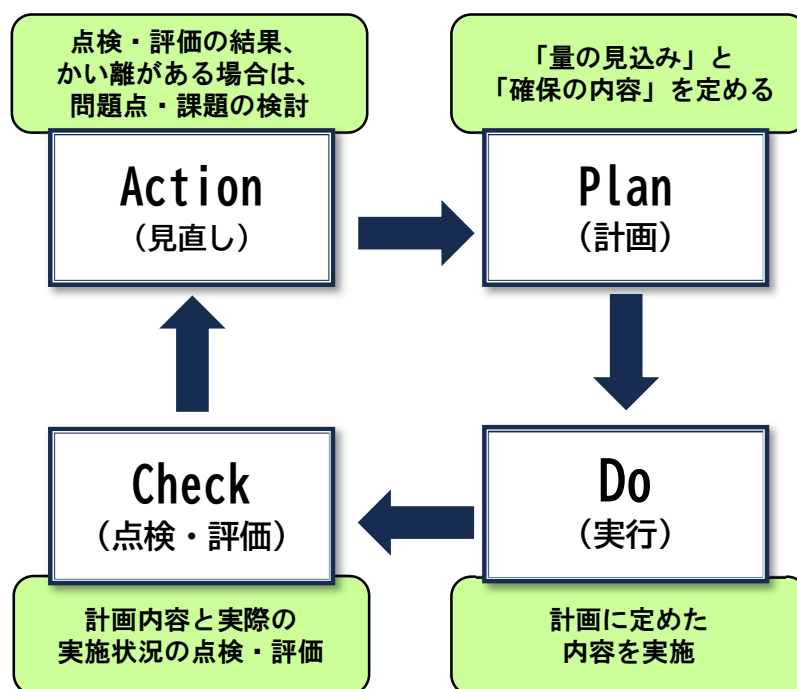 点検・評価の結果、
かい離がある場合は、
問題点・課題の検討
Action
（見直し）
「量の見込み」と
「確保の内容」を定める
Plan
（計画）
Check
（点検・評価）
計画内容と実際の
実施状況の点検・評価
Do
（実行）
計画に定めた
内容を実施